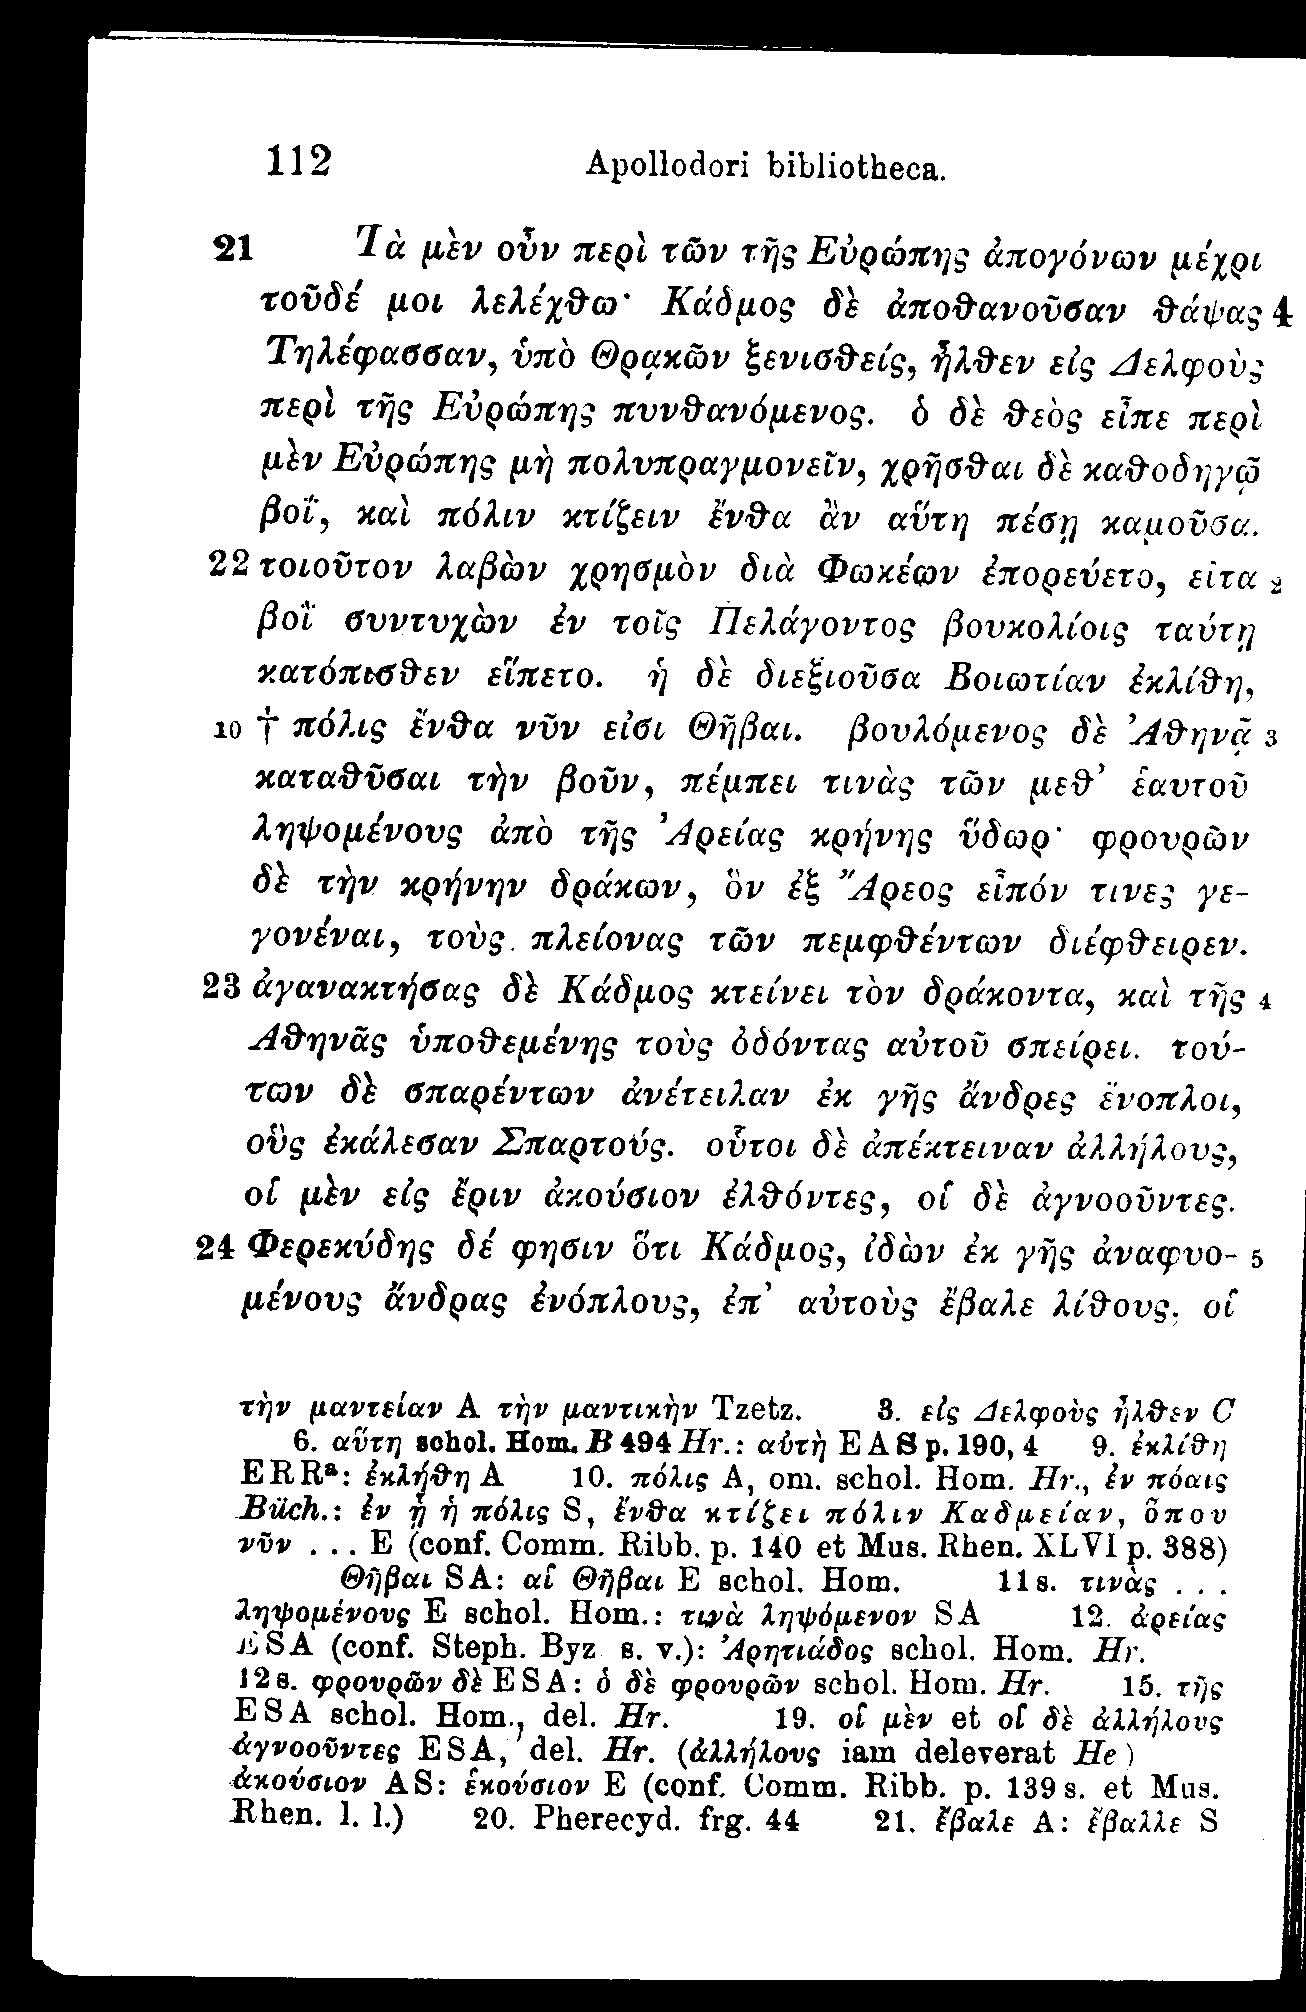 112 Apollodori bibliotheca.
21 Τὰ μὲν οὖν περὶ τῶν τῆς Εὐρώπης ἀπογόνων μέχρι
τοῦδέ μοι λελέχθω· Κάδμος δὲ ἀποθανοῦσαν θάψας 4
Τηλέφασσαν, ὑπὸ Θρᾳκῶν ξενισθείς, ἦλθεν εἰς Δελφοὺς
περὶ τῆς Εὐρώπης πυνθανόμενος. ὁ δὲ θεὸς εἶπε περὶ
μὲν Εὐρώπης μὴ πολυπραγμονεῖν, χρῆσθαι δὲ καθοδηγῷ
βοΐ, καὶ πόλιν κτίζειν ἔνθα ἂν αὕτη πέσῃ καμοῦσα.
22 τοιοῦτον λαβὼν χρησμὸν διὰ Φωκέων ἐπορεύετο, εἶτα 2
βοῒ συντυχὼν ἐν τοῖς Πελάγοντος βουκολίοις ταύτῃ
κατόπισθεν εἵπετο. ἡ δὲ διεξιοῦσα Βοιωτίαν ἐκλίθη,
10 † πόλις ἔνθα νῦν εἰσι Θῆβαι. βουλόμενος δὲ Ἀθηνᾷ 3
καταθῦσαι τὴν βοῦν, πέμπει τινὰς τῶν μεθ' ἑαυτοῦ
ληψομένους ἀπὸ τῆς Ἀρείας κρήνης ὕδωρ· φρουρῶν
δὲ τὴν κρήνην δράκων, ὃν ἐξ Ἄρεος εἶπόν τινες γε-
γονέναι, τοὺς πλείονας τῶν πεμφθέντων διέφθειρεν.
23 ἀγανακτήσας δὲ Κάδμος κτείνει τὸν δράκοντα, καὶ τῆς 4
Ἀθηνᾶς ὑποθεμένης τοὺς ὀδόντας αὐτοῦ σπείρει. τού-
των δὲ σπαρέντων ἀνέτειλαν ἐκ γῆς ἄνδρες ἔνοπλοι,
οὓς ἐκάλεσαν Σπαρτούς. οὗτοι δὲ ἀπέκτειναν ἀλλήλους,
οἱ μὲν εἰς ἔριν ἀκούσιον ἐλθόντες, οἱ δὲ ἀγνοοῦντες.
24 Φερεκύδης δέ φησιν ὅτι Κάδμος, ἰδὼν ἐκ γῆς ἀναφυο- 5
μένους ἄνδρας ἐνόπλους, ἐπ' αὐτοὺς ἔβαλε λίθους, οἱ
τὴν μαντείαν A τὴν μαντικὴν Tzetz. 3. εἰς Δελφοὺς ἦλθεν C
6. αὕτη schol. Hom. B 494 Hr.: αὐτὴ EAS p. 190, 4 9. ἐκλίθη
ERRᵃ: ἐκλήθη A 10. πόλις A, om. schol. Hom. Hr., ἐν πόαις
Büch.: ἐν ᾗ ἡ πόλις S, ἔνθα κτίζει πόλιν Καδμείαν, ὅπου
νῦν ... E (conf. Comm. Ribb. p. 140 et Mus. Rhen. XLVI p. 388)
Θῆβαι SA: αἱ Θῆβαι E schol. Hom. 11 s. τινὰς ...
ληψομένους E schol. Hom.: τινὰ ληψόμενον SA 12. ἀρείας
ESA (conf. Steph. Byz s. v.): Ἀρητιάδος schol. Hom. Hr.
12 s. φρουρῶν δὲ ESA: ὁ δὲ φρουρῶν schol. Hom. Hr. 15. τῆς
ESA schol. Hom., del. Hr. 19. οἱ μὲν et οἱ δὲ ἀλλήλους
ἀγνοοῦντες ESA, del. Hr. (ἀλλήλους iam deleverat He)
ἀκούσιον AS: ἑκούσιον E (conf. Comm. Ribb. p. 139 s. et Mus.
Rhen. l. l.) 20. Pherecyd. frg. 44 21. ἔβαλε A: ἔβαλλε S